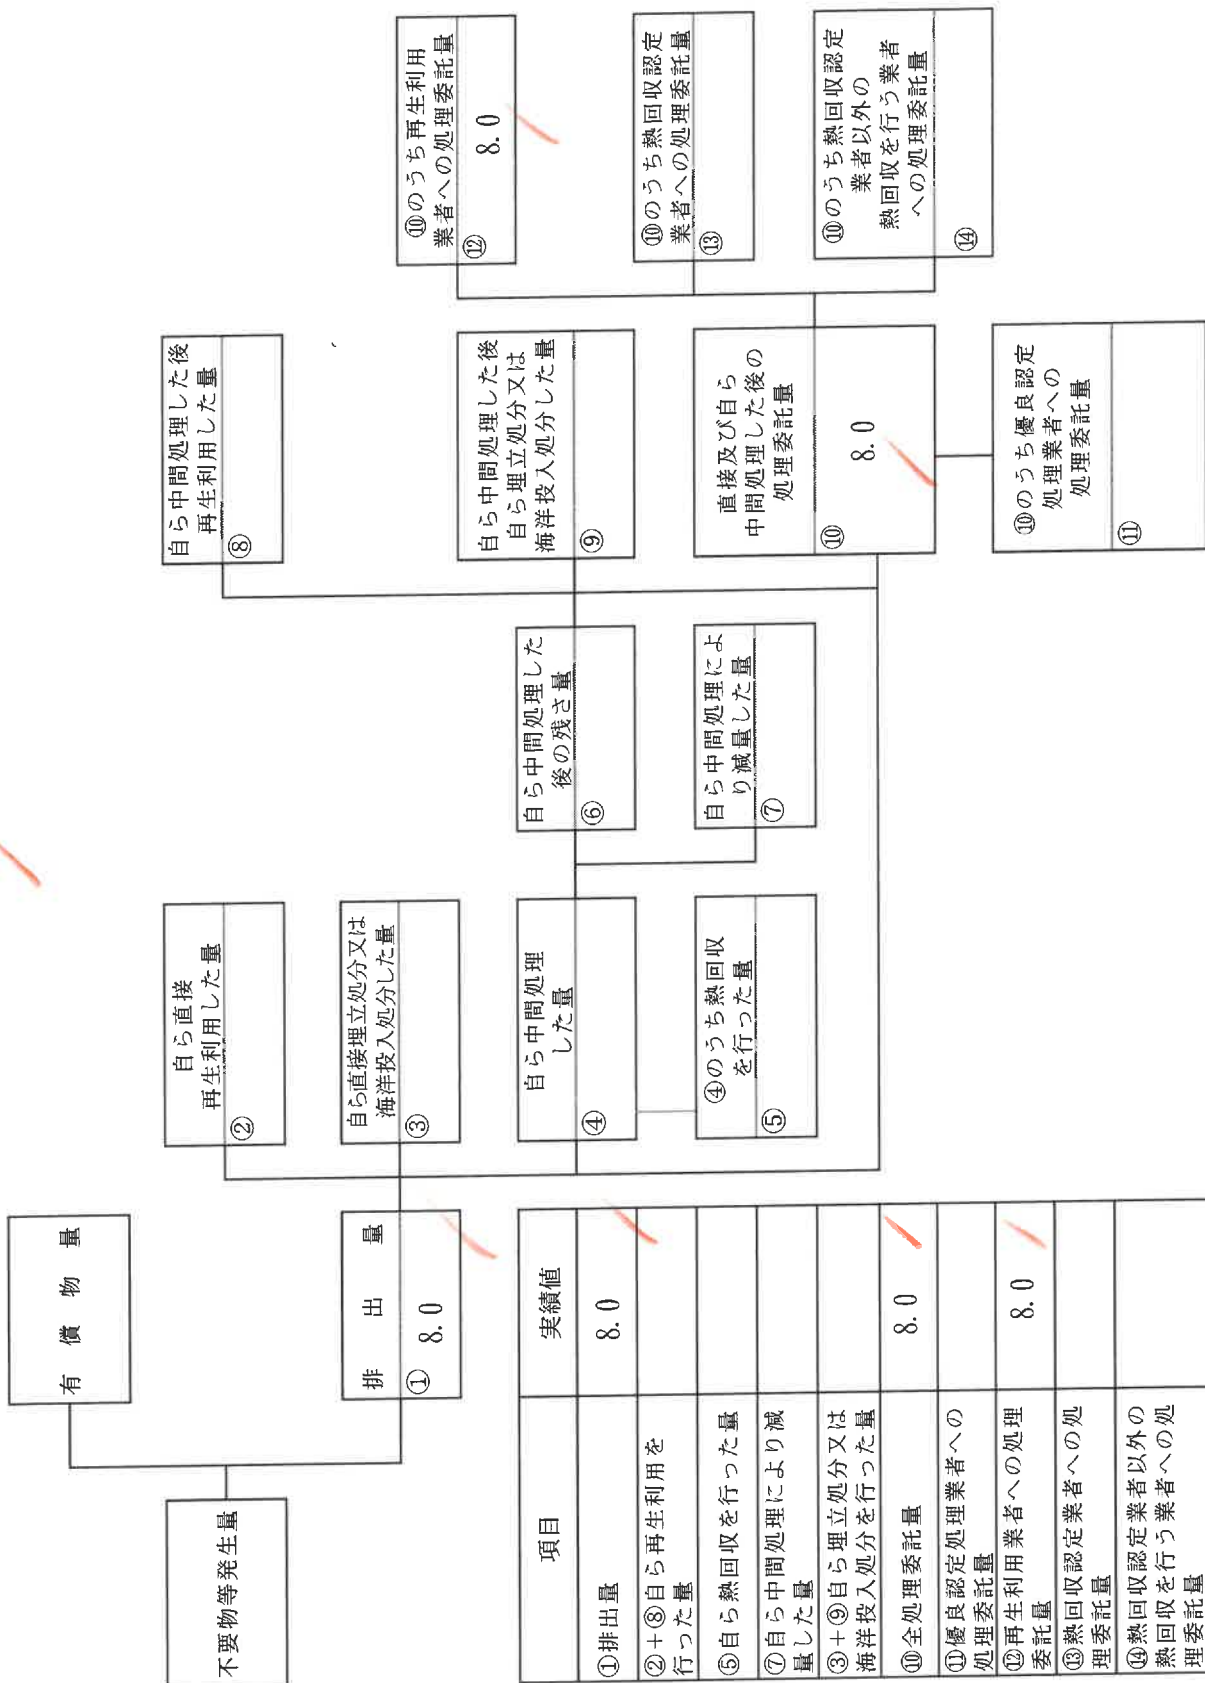 不要物等発生量
有償物量
排出量
① 8.0
自ら直接
再生利用した量
②
自ら直接埋立処分又は
海洋投入処分した量
③
自ら中間処理
した量
④
④のうち熱回収
を行った量
⑤
自ら中間処理した
後の残さ量
⑥
自ら中間処理によ
り減量した量
⑦
自ら中間処理した後
再生利用した量
⑧
自ら中間処理した後
自ら埋立処分又は
海洋投入処分した量
⑨
直接及び自ら
中間処理した後の
処理委託量
⑩ 8.0
⑩のうち優良認定
処理業者への
処理委託量
⑪
⑩のうち再生利用
業者への処理委託量
⑫ 8.0
⑩のうち熱回収認定
業者への処理委託量
⑬
⑩のうち熱回収認定
業者以外の
熱回収を行う業者
への処理委託量
⑭
項目 実績値
①排出量 8.0
②+⑧自ら再生利用を
行った量
⑤自ら熱回収を行った量
⑦自ら中間処理により減
量した量
③+⑨自ら埋立処分又は
海洋投入処分を行った量
⑩全処理委託量 8.0
⑪優良認定処理業者への
処理委託量
⑫再生利用業者への処理
委託量 8.0
⑬熱回収認定業者への処
理委託量
⑭熱回収認定業者以外の
熱回収を行う業者への処
理委託量